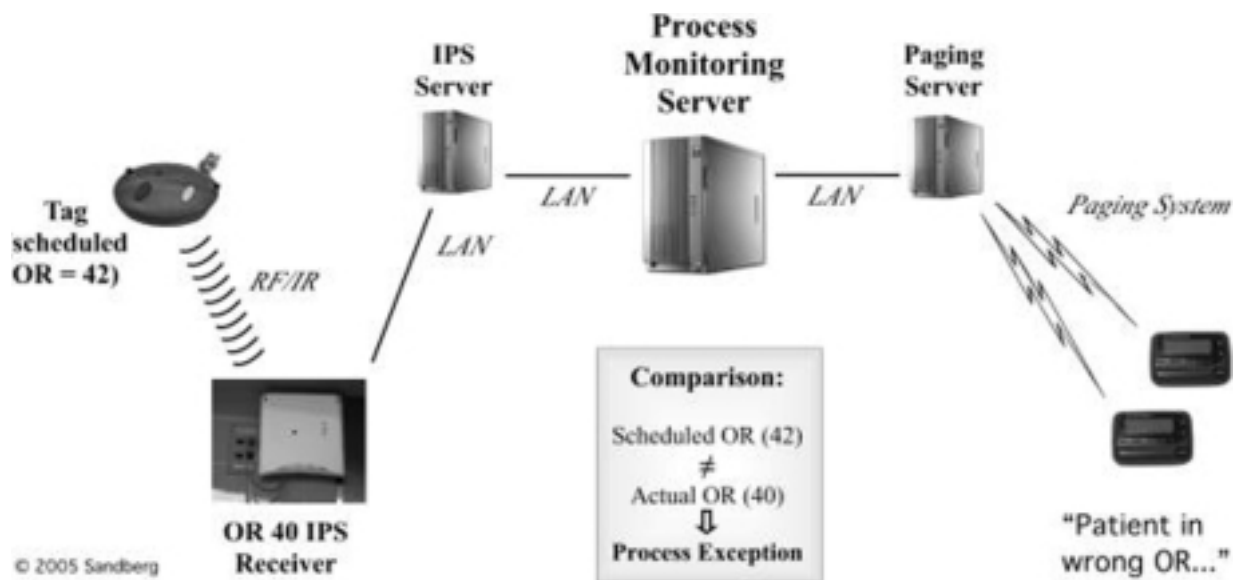 IPS
Server
Process
Monitoring
Server
Paging
Server
LAN
LAN
LAN
Paging System
Tag
scheduled
OR = 42)
RF/IR
OR 40 IPS
Receiver
Comparison:
Scheduled OR (42)
≠
Actual OR (40)
⇩
Process Exception
"Patient in
wrong OR..."
© 2005 Sandberg